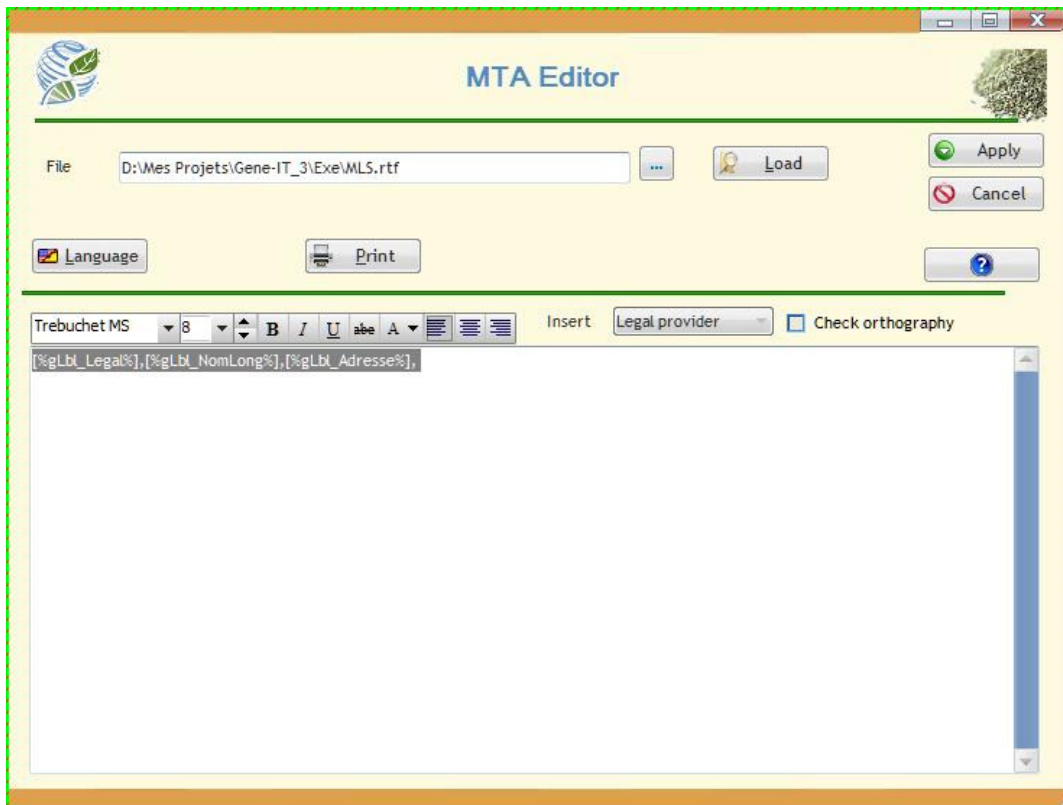 MTA Editor
File D:\Mes Projets\Gene-IT_3\Exe\MLS.rtf ... Load
Apply
Cancel
Language Print ?
Trebuchet MS 8 B I U abe A Insert Legal provider Check orthography
[%gLbl_Legal%],[%gLbl_NomLong%],[%gLbl_Adresse%],